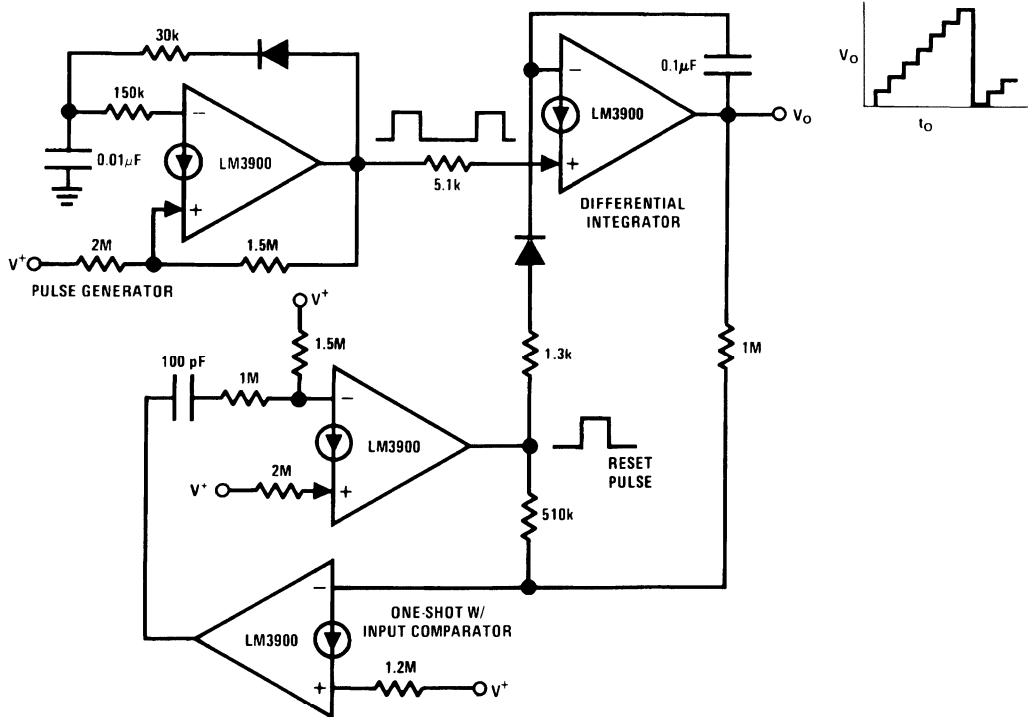 30k
150k
−
0.01μF
LM3900
+
2M
1.5M
V+
PULSE GENERATOR
5.1k
−
LM3900
+
0.1μF
VO
DIFFERENTIAL
INTEGRATOR
VO
tO
V+
1.5M
100 pF
1M
−
LM3900
2M
V+
+
1.3k
1M
RESET
PULSE
510k
−
LM3900
+
ONE-SHOT W/
INPUT COMPARATOR
1.2M
V+